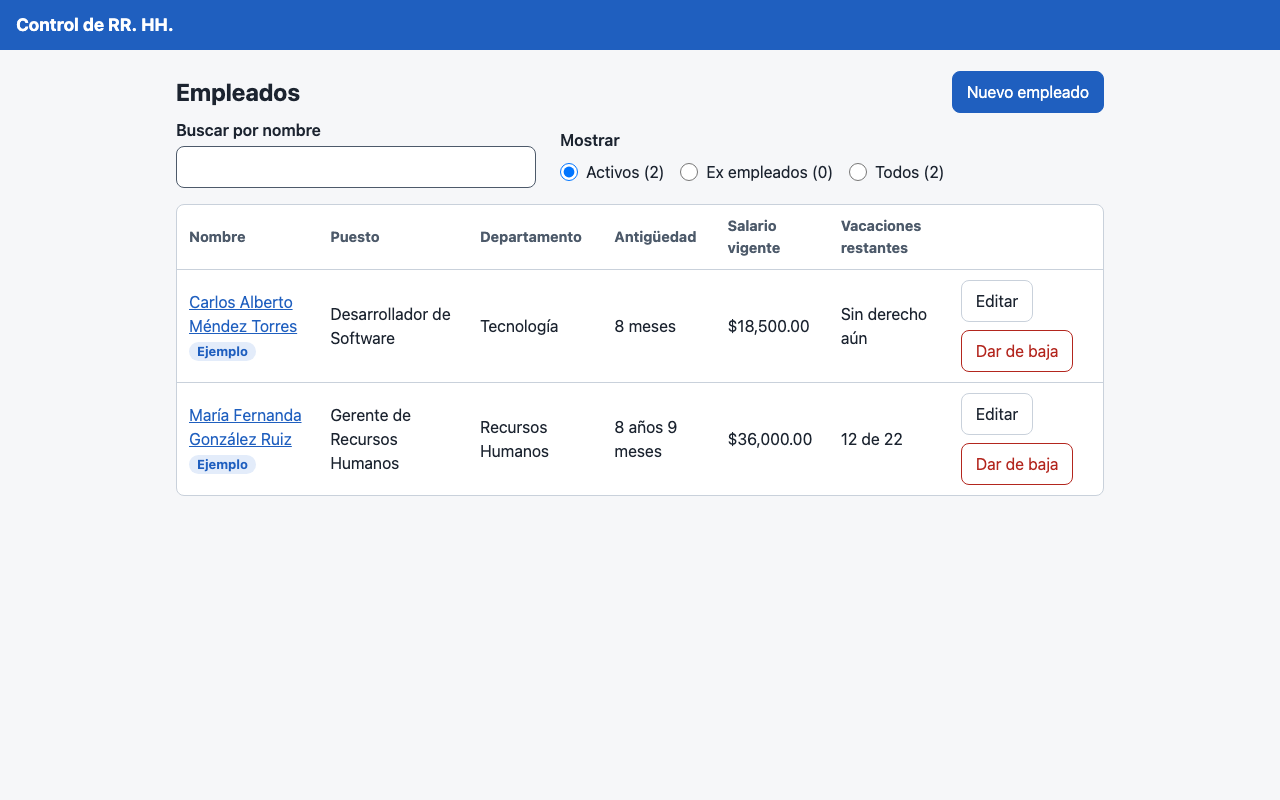 Control de RR. HH.
Empleados
Nuevo empleado
Buscar por nombre
Mostrar
Activos (2) Ex empleados (0) Todos (2)
Nombre Puesto Departamento Antigüedad Salario vigente Vacaciones restantes
Carlos Alberto Méndez Torres
Ejemplo
Desarrollador de Software
Tecnología
8 meses
$18,500.00
Sin derecho aún
Editar
Dar de baja
María Fernanda González Ruiz
Ejemplo
Gerente de Recursos Humanos
Recursos Humanos
8 años 9 meses
$36,000.00
12 de 22
Editar
Dar de baja